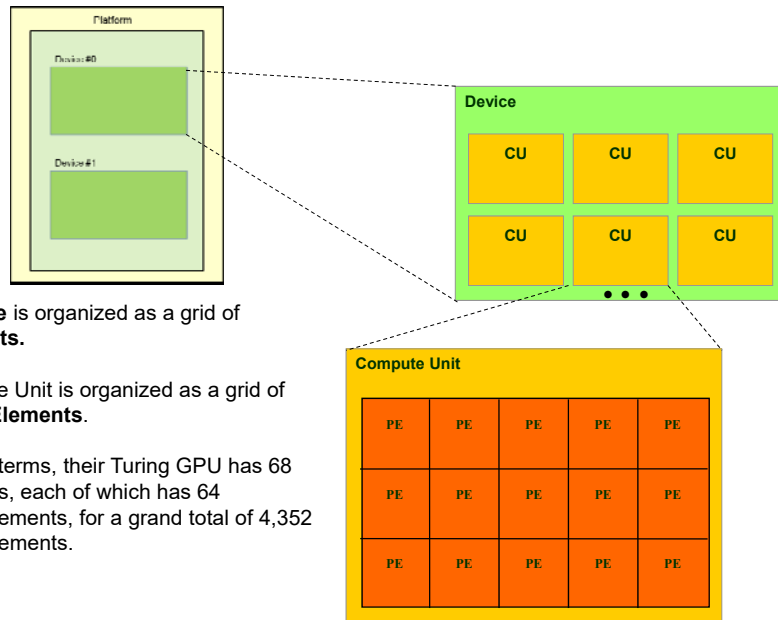 Platform
Device #0
Device #1
Device
CU CU CU
CU CU CU
• • •
e is organized as a grid of
ts.
e Unit is organized as a grid of
Elements.
terms, their Turing GPU has 68
s, each of which has 64
ements, for a grand total of 4,352
ements.
Compute Unit
PE PE PE PE PE
PE PE PE PE PE
PE PE PE PE PE